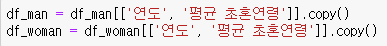 df_man = df_man[['연도', '평균 초혼연령']].copy()
df_woman = df_woman[['연도', '평균 초혼연령']].copy()